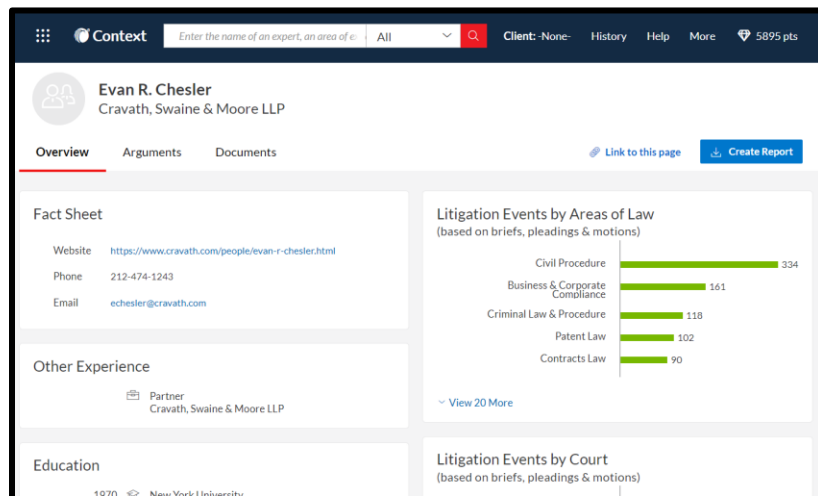 Context
Enter the name of an expert, an area of e
All
Client: -None-
History
Help
More
5895 pts
Evan R. Chesler
Cravath, Swaine & Moore LLP
Overview
Arguments
Documents
Link to this page
Create Report
Fact Sheet
Website https://www.cravath.com/people/evan-r-chesler.html
Phone 212-474-1243
Email echesler@cravath.com
Other Experience
Partner
Cravath, Swaine & Moore LLP
Education
1970 New York University
Litigation Events by Areas of Law
(based on briefs, pleadings & motions)
Civil Procedure 334
Business & Corporate
Compliance 161
Criminal Law & Procedure 118
Patent Law 102
Contracts Law 90
View 20 More
Litigation Events by Court
(based on briefs, pleadings & motions)